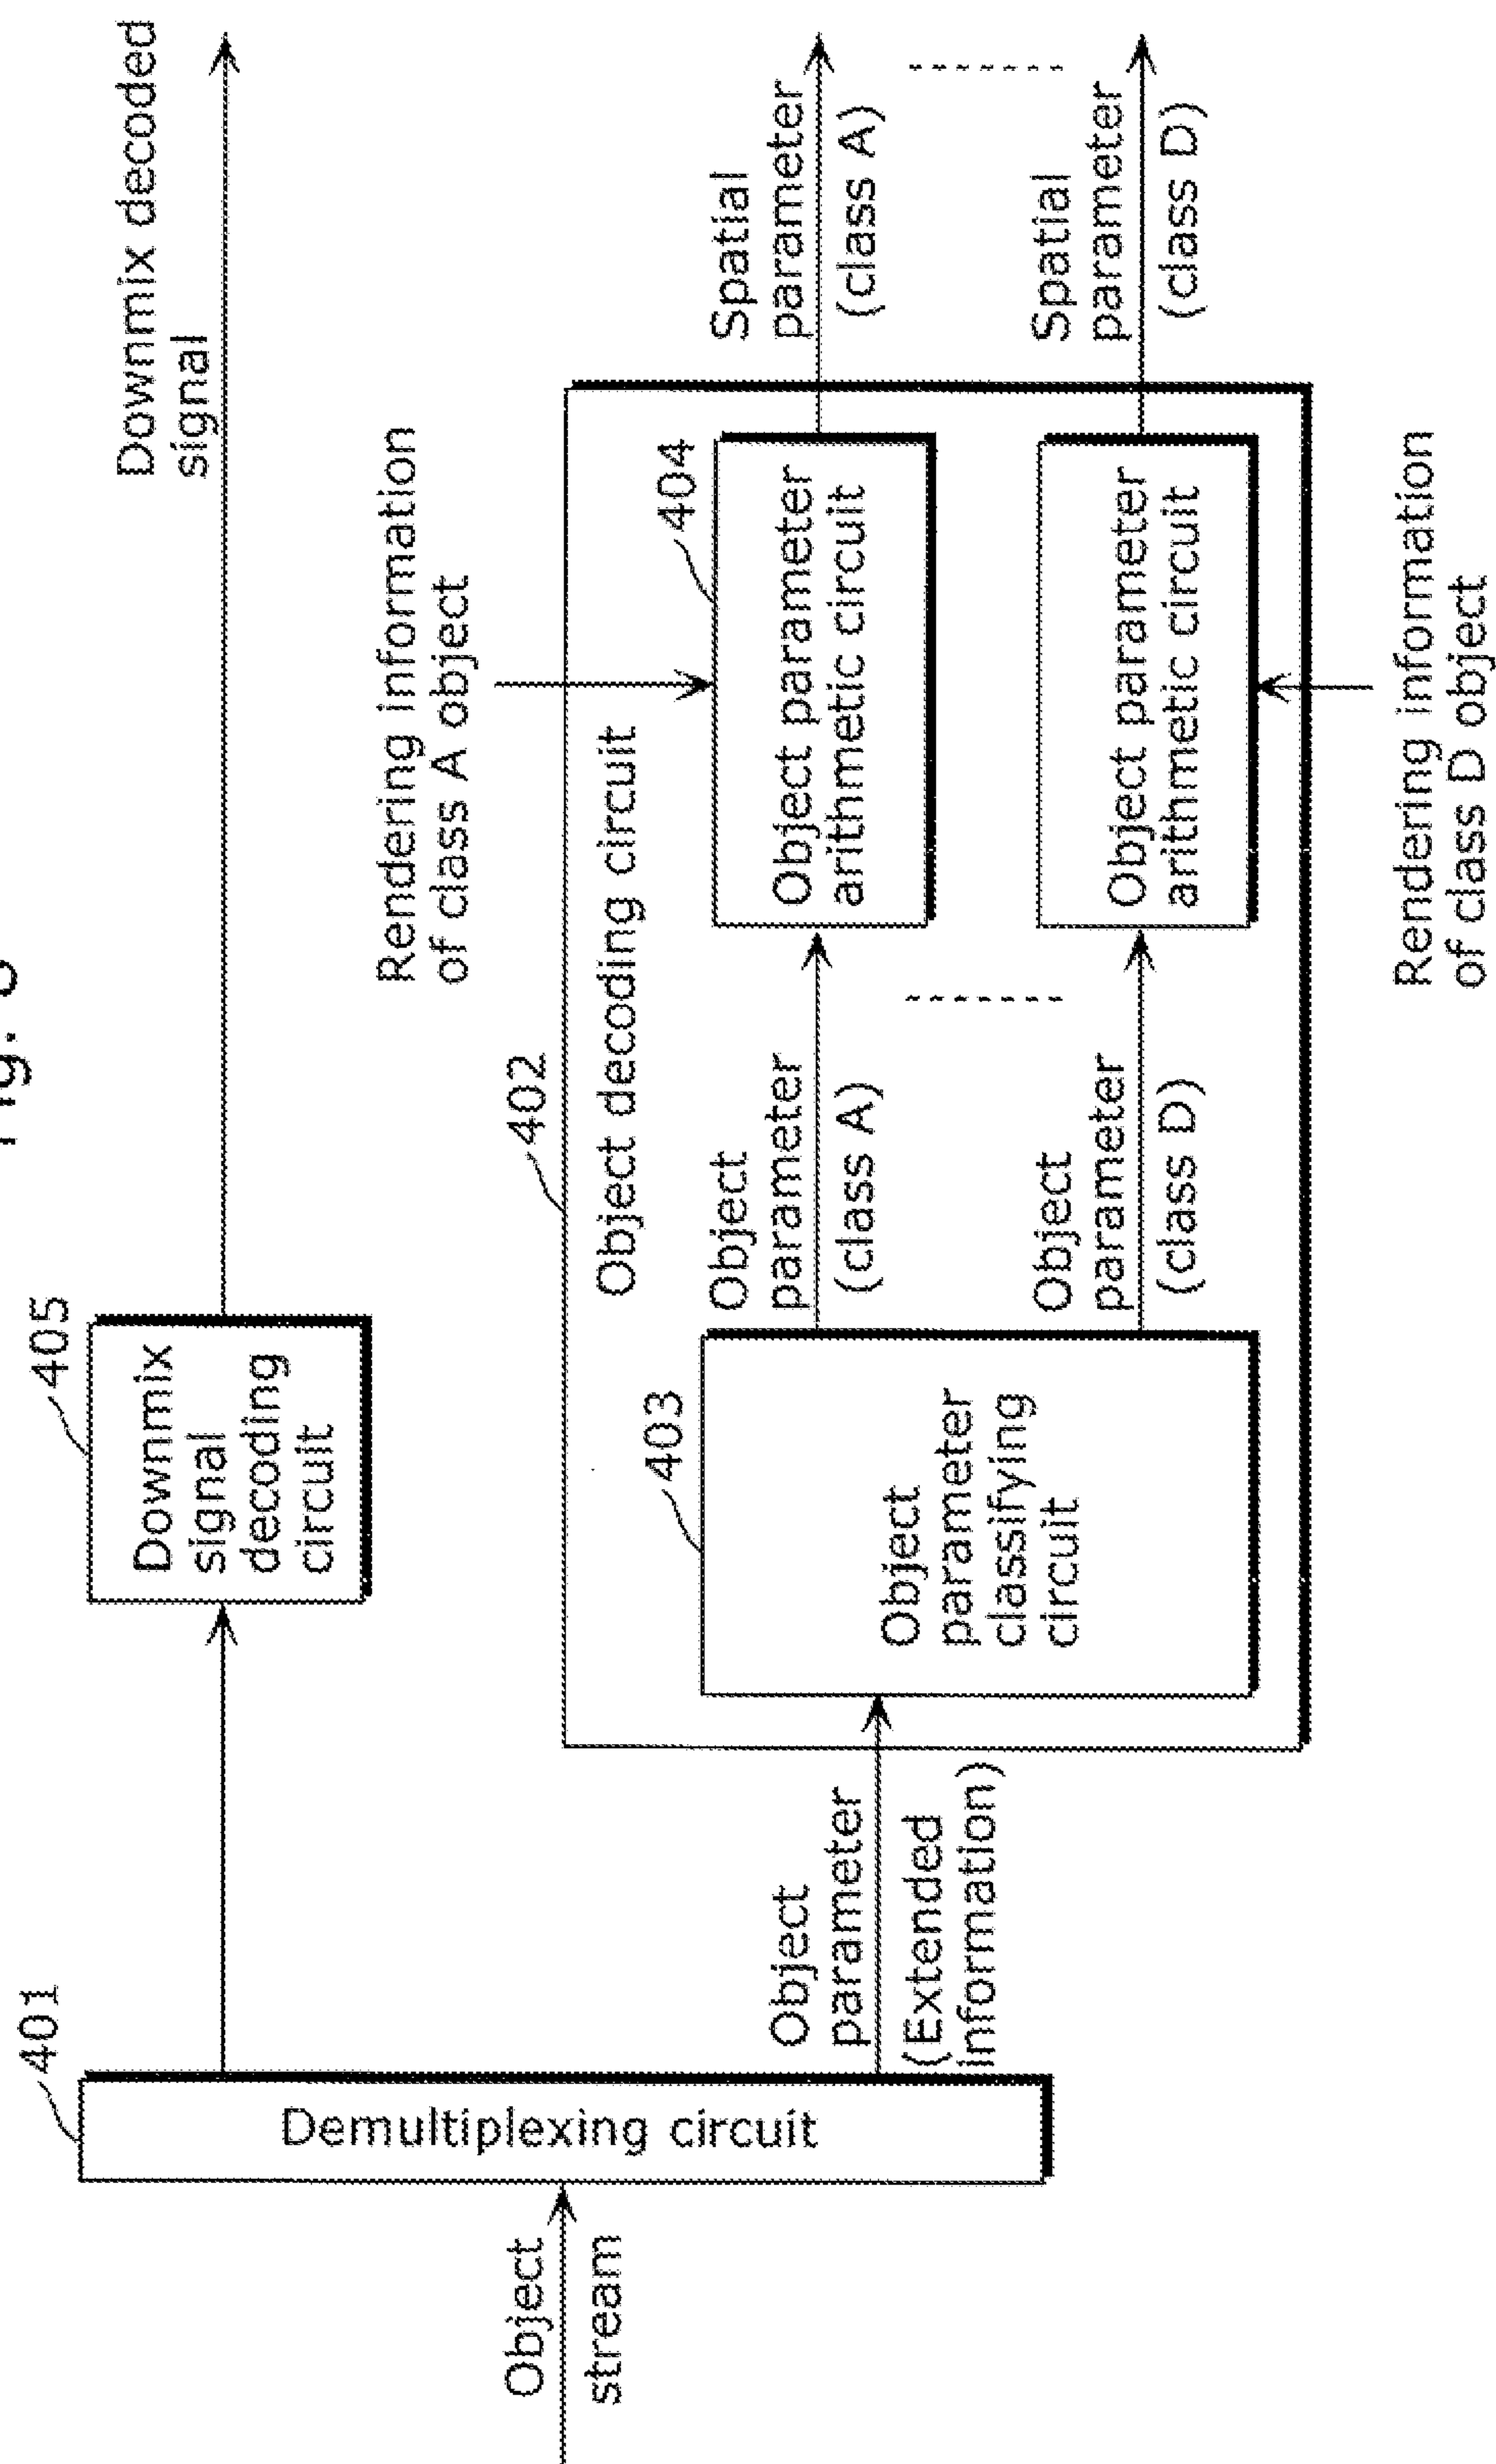 Fig.
401
405
Downmix
signal
decoding
circuit
Downmix decoded
signal
Object
stream
Demultiplexing circuit
Rendering information
of class A object
402
Object decoding circuit
403
Object
parameter
(Extended
information)
Object
parameter
classifying
circuit
Object
parameter
(class A)
404
Object parameter
arithmetic circuit
Spatial
parameter
(class A)
Object
parameter
(class D)
Object parameter
arithmetic circuit
Spatial
parameter
(class D)
Rendering information
of class D object